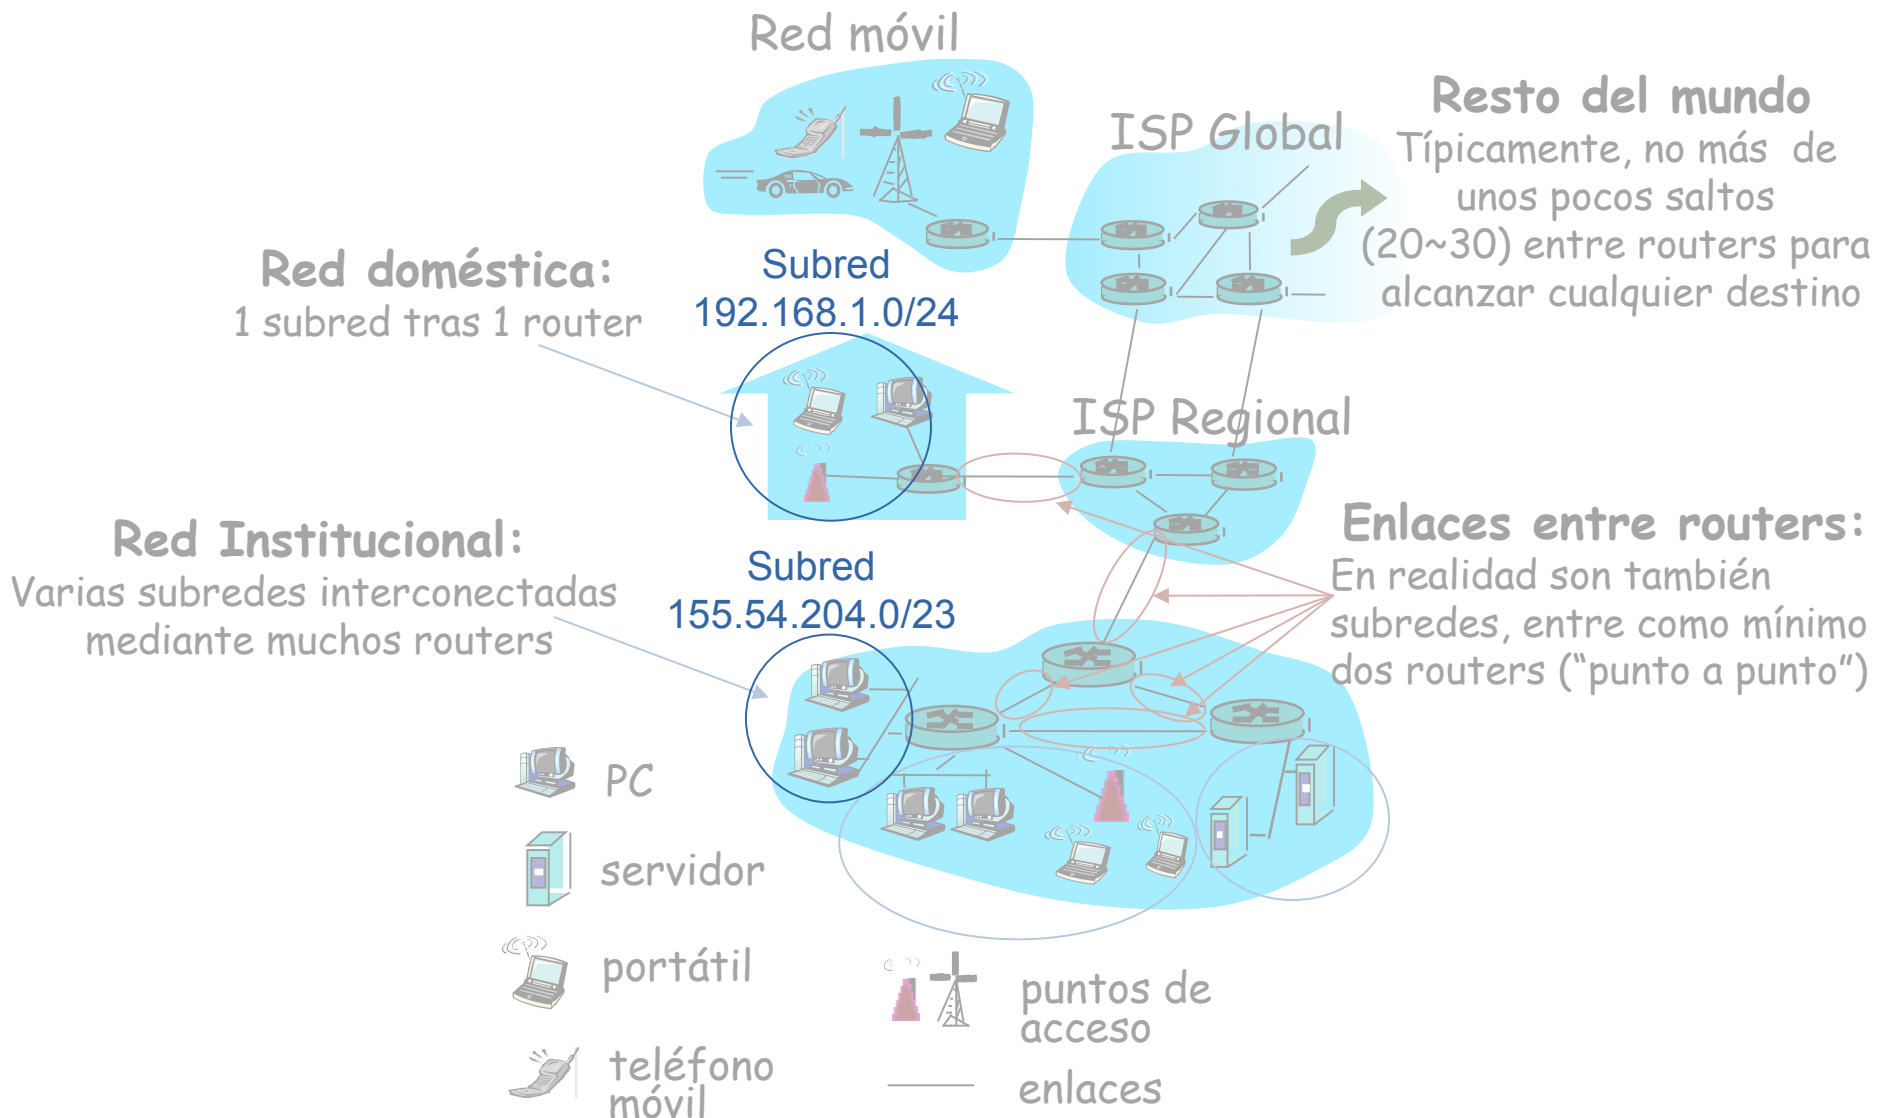 Red móvil
ISP Global
Resto del mundo
Típicamente, no más de
unos pocos saltos
(20~30) entre routers para
alcanzar cualquier destino
Red doméstica:
1 subred tras 1 router
Subred
192.168.1.0/24
ISP Regional
Red Institucional:
Varias subredes interconectadas
mediante muchos routers
Subred
155.54.204.0/23
Enlaces entre routers:
En realidad son también
subredes, entre como mínimo
dos routers (“punto a punto”)
PC
servidor
portátil
teléfono
móvil
puntos de
acceso
enlaces